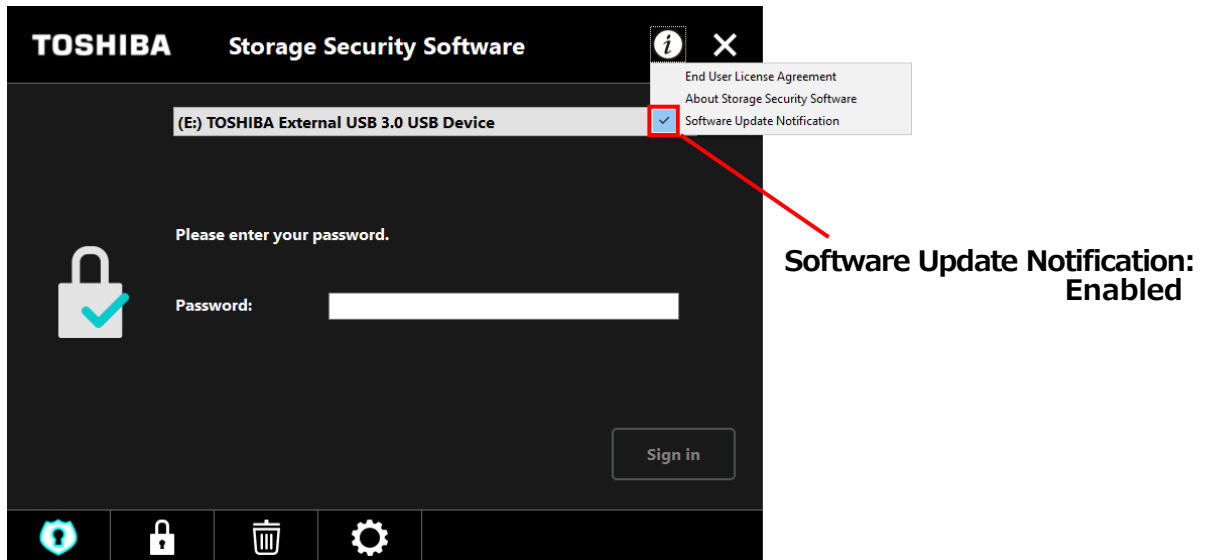 TOSHIBA Storage Security Software
End User License Agreement
About Storage Security Software
Software Update Notification
(E:) TOSHIBA External USB 3.0 USB Device
Please enter your password.
Password:
Sign in
Software Update Notification:
Enabled